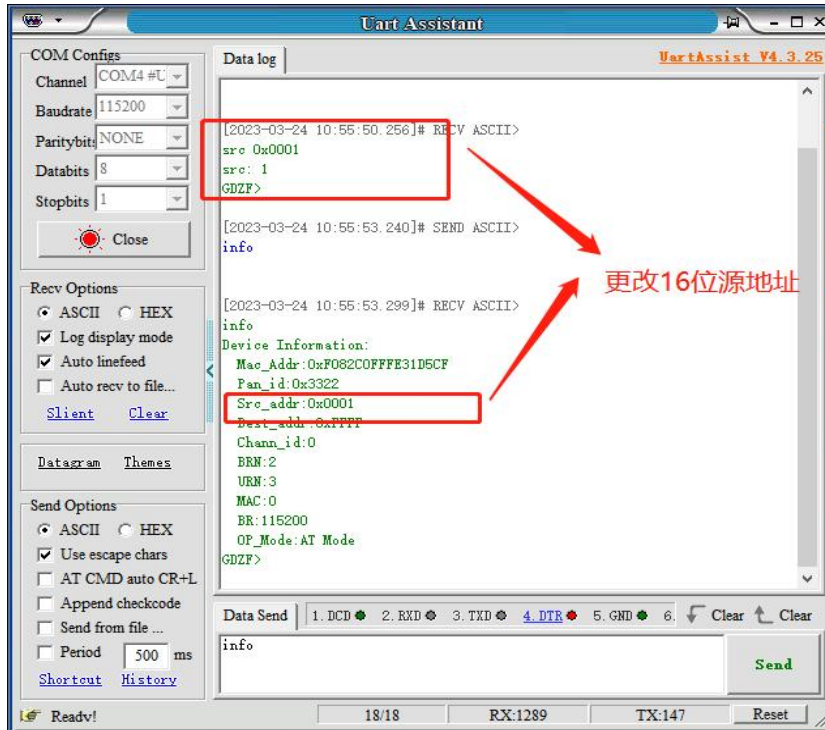 Uart Assistant
COM Configs
Channel COM4 #U
Baudrate 115200
Paritybits NONE
Databits 8
Stopbits 1
Close
Recv Options
ASCII HEX
Log display mode
Auto linefeed
Auto recv to file...
Slient Clear
Datagram Themes
Send Options
ASCII HEX
Use escape chars
AT CMD auto CR+L
Append checkcode
Send from file ...
Period 500 ms
Shortcut History
Data log
UartAssist V4.3.25
[2023-03-24 10:55:50.256]# RECV ASCII>
src 0x0001
src: 1
GDZF>
[2023-03-24 10:55:53.240]# SEND ASCII>
info
更改16位源地址
[2023-03-24 10:55:53.299]# RECV ASCII>
info
Device Information:
Mac_Addr:0xF082C0FFFE31D5CF
Pan_id:0x3322
Src_addr:0x0001
Dest_addr:0xFFFF
Chann_id:0
BRN:2
URN:3
MAC:0
BR:115200
OP_Mode:AT Mode
GDZF>
Data Send 1. DCD 2. RXD 3. TXD 4. DTR 5. GND 6. Clear Clear
info
Send
Ready! 18/18 RX:1289 TX:147 Reset